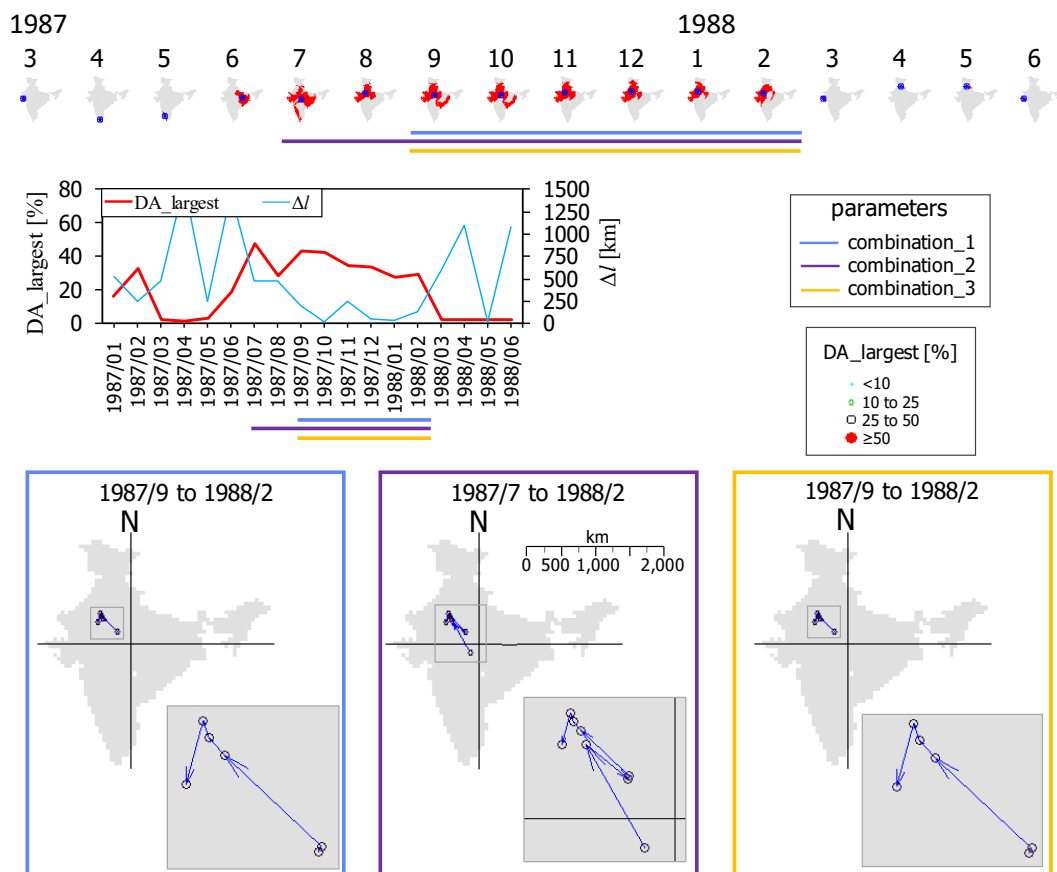 1987 1988
3 4 5 6 7 8 9 10 11 12 1 2 3 4 5 6
DA_largest [%]
80
60
40
20
0
DA_largest Δl
1500
1250
1000
750
500
250
0
Δl [km]
1987/01
1987/02
1987/03
1987/04
1987/05
1987/06
1987/07
1987/08
1987/09
1987/10
1987/11
1987/12
1988/01
1988/02
1988/03
1988/04
1988/05
1988/06
parameters
combination_1
combination_2
combination_3
DA_largest [%]
<10
10 to 25
25 to 50
≥50
1987/9 to 1988/2
N
1987/7 to 1988/2
N
km
0 500 1,000 2,000
1987/9 to 1988/2
N